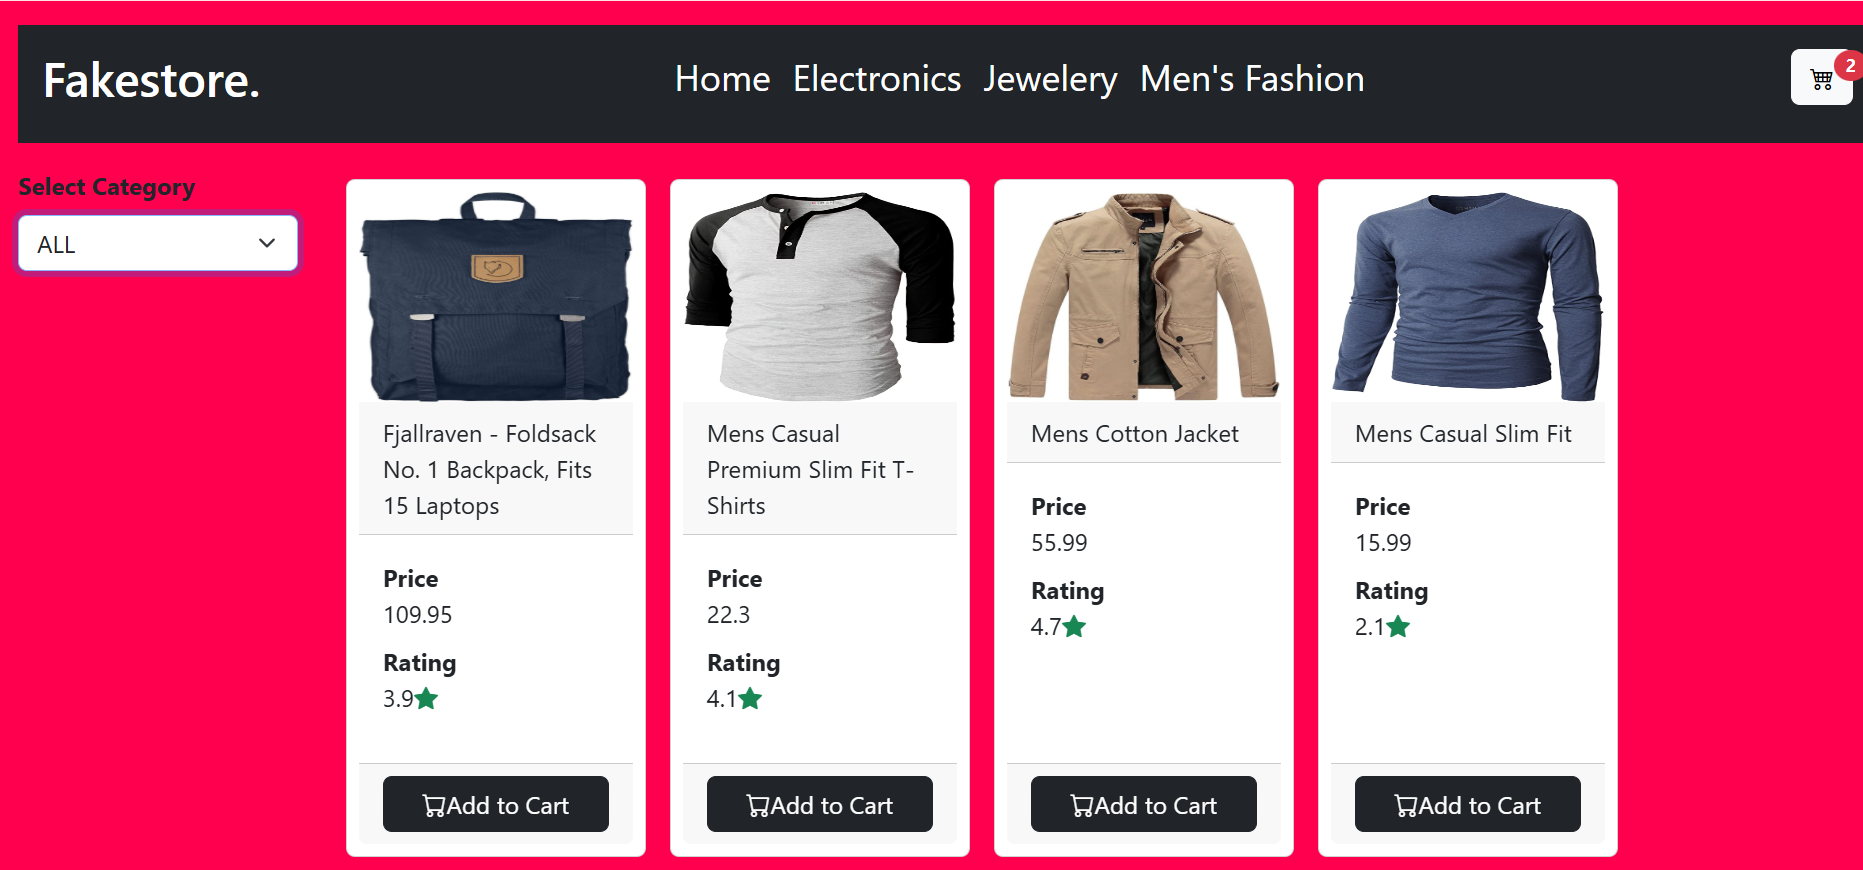 Fakestore.
Home Electronics Jewelery Men's Fashion
2
Select Category
ALL
Fjallraven - Foldsack
No. 1 Backpack, Fits
15 Laptops
Price
109.95
Rating
3.9
Add to Cart
Mens Casual
Premium Slim Fit T-
Shirts
Price
22.3
Rating
4.1
Add to Cart
Mens Cotton Jacket
Price
55.99
Rating
4.7
Add to Cart
Mens Casual Slim Fit
Price
15.99
Rating
2.1
Add to Cart